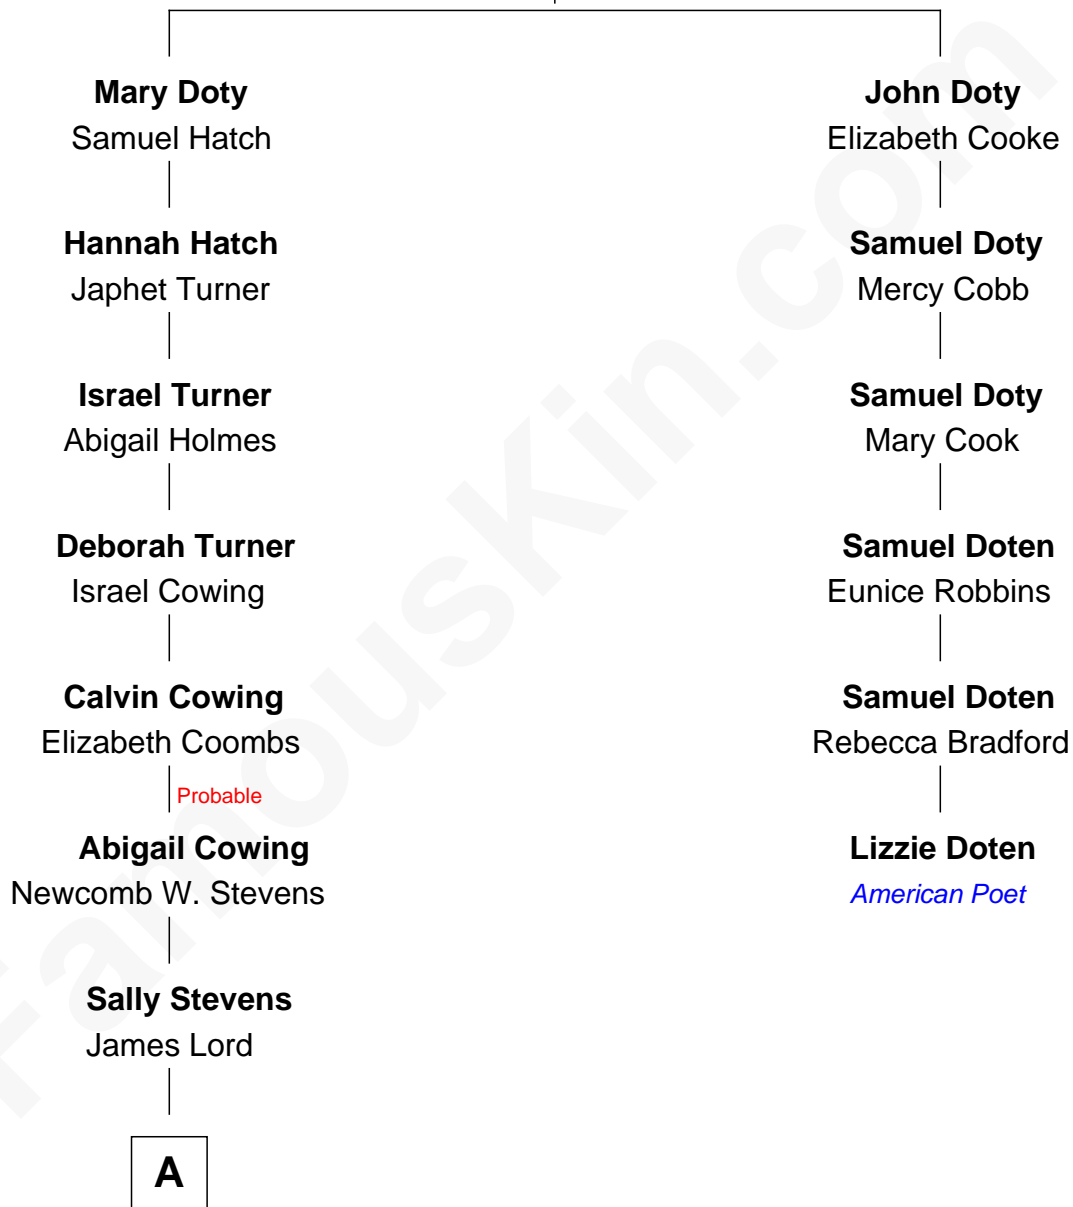 Mary Doty
Samuel Hatch
Hannah Hatch
Japhet Turner
Israel Turner
Abigail Holmes
Deborah Turner
Israel Cowing
Calvin Cowing
Elizabeth Coombs
Probable
Abigail Cowing
Newcomb W. Stevens
Sally Stevens
James Lord
A
John Doty
Elizabeth Cooke
Samuel Doty
Mercy Cobb
Samuel Doty
Mary Cook
Samuel Doten
Eunice Robbins
Samuel Doten
Rebecca Bradford
Lizzie Doten
American Poet
FamousKin.com